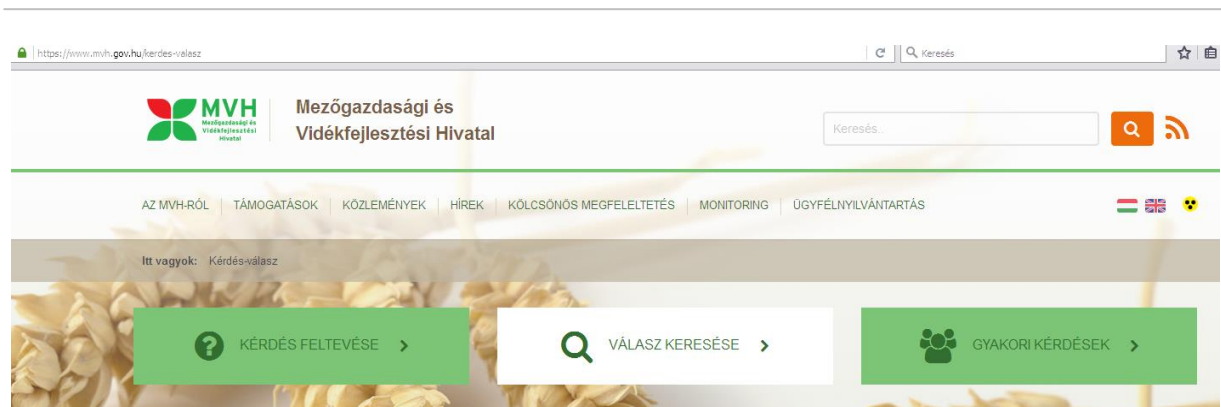 https://www.mvh.gov.hu/kerdes-valasz
Keresés
MVH
Mezőgazdasági és
Vidékfejlesztési
Hivatal
Mezőgazdasági és
Vidékfejlesztési Hivatal
Keresés..
AZ MVH-RÓL TÁMOGATÁSOK KÖZLEMÉNYEK HÍREK KÖLCSÖNÖS MEGFELELTETÉS MONITORING ÜGYFÉLNYILVÁNTARTÁS
Itt vagyok: Kérdés-válasz
KÉRDÉS FELTEVÉSE
VÁLASZ KERESÉSE
GYAKORI KÉRDÉSEK